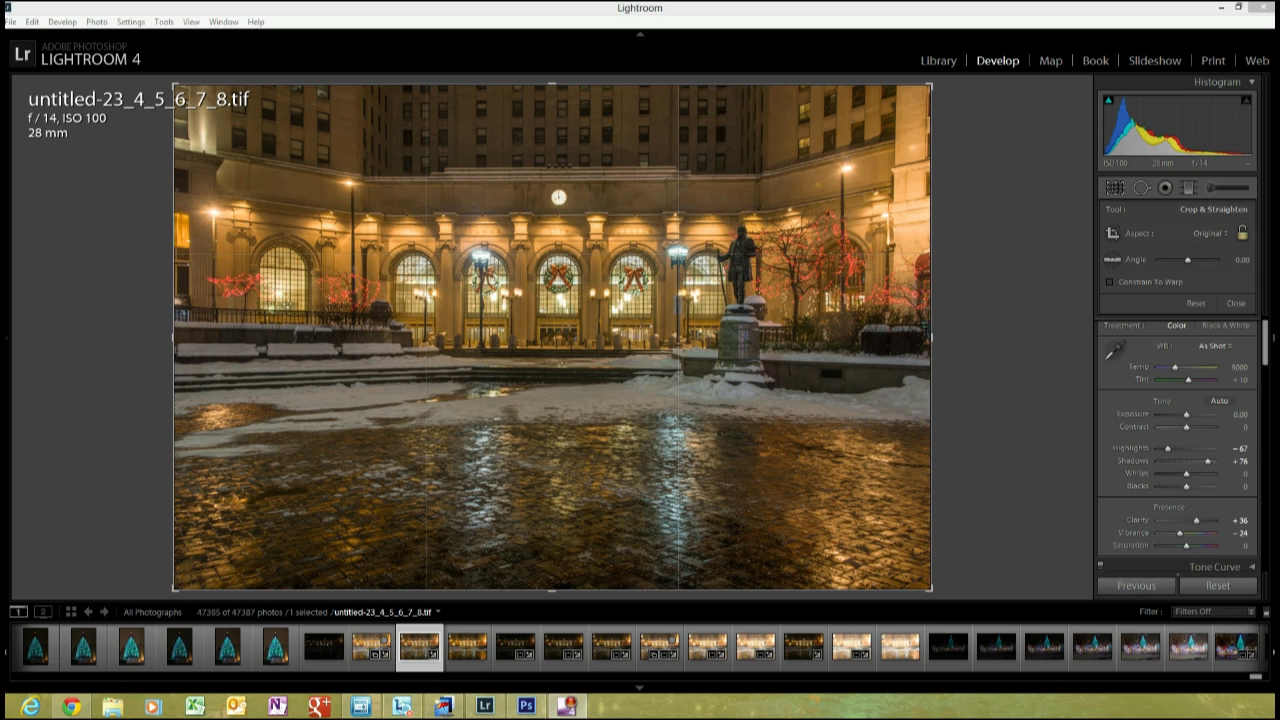 Lightroom
File Edit Develop Photo Settings Tools View Window Help
Lr ADOBE PHOTOSHOP
LIGHTROOM 4
Library | Develop | Map | Book | Slideshow | Print | Web
untitled-23_4_5_6_7_8.tif
f / 14, ISO 100
28 mm
Histogram
ISO 100 28 mm f / 14
Tool : Crop & Straighten
Aspect : Original
Angle 0.00
Constrain To Warp
Reset Close
Treatment : Color Black & White
WB : As Shot
Temp 5000
Tint + 10
Tone Auto
Exposure 0.00
Contrast 0
Highlights - 67
Shadows + 76
Whites 0
Blacks 0
Presence
Clarity + 36
Vibrance - 24
Saturation 0
Tone Curve
Previous Reset
1 2 All Photographs 47385 of 47387 photos / 1 selected / untitled-23_4_5_6_7_8.tif Filter : Filters Off
Lr Ps